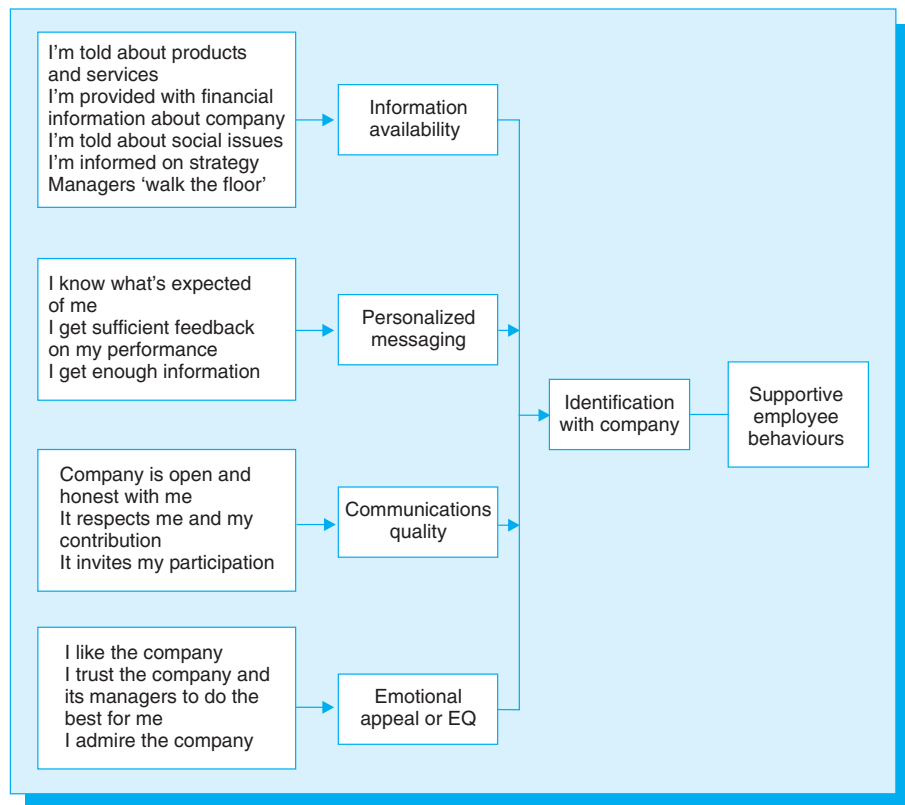 I’m told about products
and services
I’m provided with financial
information about company
I’m told about social issues
I’m informed on strategy
Managers ‘walk the floor’
Information
availability
I know what’s expected
of me
I get sufficient feedback
on my performance
I get enough information
Personalized
messaging
Company is open and
honest with me
It respects me and my
contribution
It invites my participation
Communications
quality
I like the company
I trust the company and
its managers to do the
best for me
I admire the company
Emotional
appeal or EQ
Identification
with company
Supportive
employee
behaviours